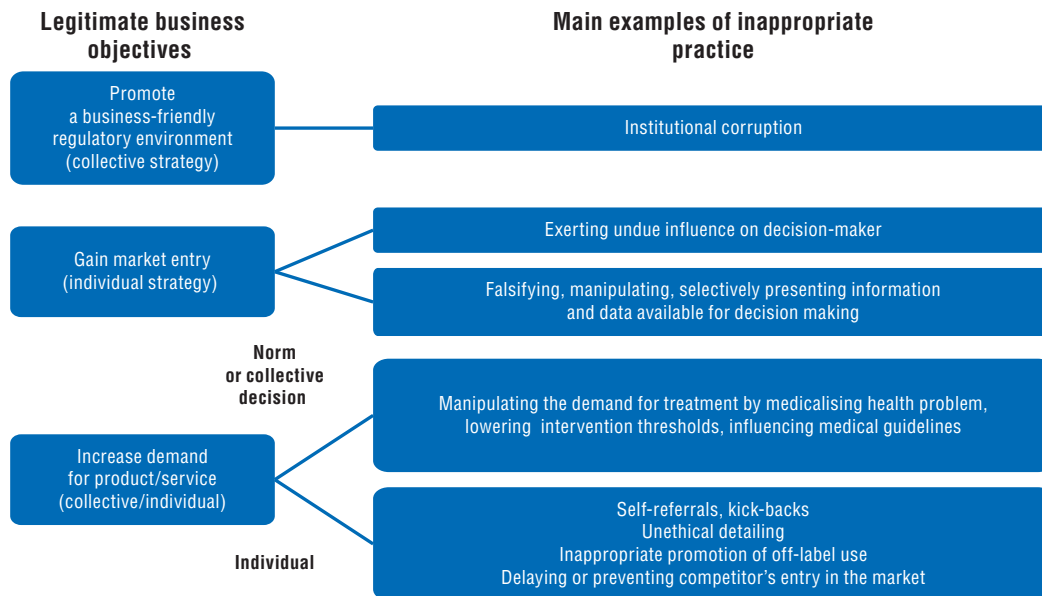 Legitimate business
objectives
Main examples of inappropriate
practice
Promote
a business-friendly
regulatory environment
(collective strategy)
Institutional corruption
Gain market entry
(individual strategy)
Exerting undue influence on decision-maker
Falsifying, manipulating, selectively presenting information
and data available for decision making
Norm
or collective
decision
Increase demand
for product/service
(collective/individual)
Manipulating the demand for treatment by medicalising health problem,
lowering intervention thresholds, influencing medical guidelines
Individual
Self-referrals, kick-backs
Unethical detailing
Inappropriate promotion of off-label use
Delaying or preventing competitor's entry in the market